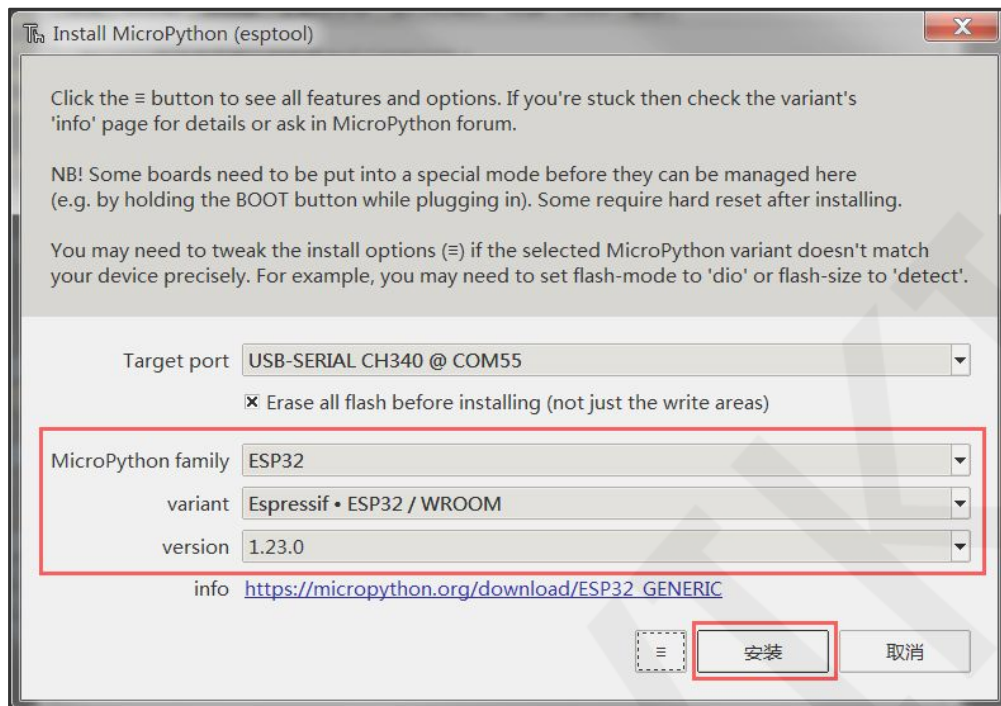 Install MicroPython (esptool)
Click the ≡ button to see all features and options. If you're stuck then check the variant's
'info' page for details or ask in MicroPython forum.
NB! Some boards need to be put into a special mode before they can be managed here
(e.g. by holding the BOOT button while plugging in). Some require hard reset after installing.
You may need to tweak the install options (≡) if the selected MicroPython variant doesn't match
your device precisely. For example, you may need to set flash-mode to 'dio' or flash-size to 'detect'.
Target port USB-SERIAL CH340 @ COM55
Erase all flash before installing (not just the write areas)
MicroPython family ESP32
variant Espressif • ESP32 / WROOM
version 1.23.0
info https://micropython.org/download/ESP32_GENERIC
≡ 安装 取消